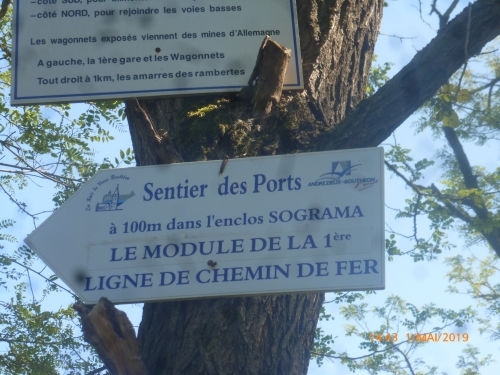 -côté NORD, pour rejoindre les voies basses
Les wagonnets exposés viennent des mines d'Allemagne
A gauche, la 1ère gare et les Wagonnets
Tout droit à 1km, les amarres des rambertes
Sentier des Ports
ANDRÉZIEUX-BOUTHÉON
à 100m dans l'enclos SOGRAMA
LE MODULE DE LA 1ère
LIGNE DE CHEMIN DE FER
MAI/2019